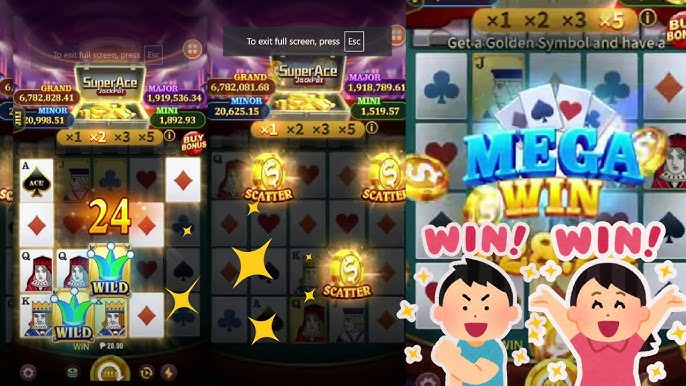 To exit full screen, press Esc
SuperAce
JackPot
GRAND
6,782,828.41
MAJOR
1,919,536.34
MINOR
20,998.51
MINI
1,892.93
×1 ×2 ×3 ×5
BUY
BONUS
A
ACE
24
Q Q
WILD
K
WILD
WIN ₱ 28.00
To exit full screen, press Esc
SuperAce
JackPot
GRAND
6,782,081.68
MAJOR
1,918,789.61
MINOR
20,625.15
MINI
1,519.57
×1 ×2 ×3 ×5
SCATTER
SCATTER
SCATTER
Q
WIN
×1 ×2 ×3 ×5
BUY
BONUS
Get a Golden Symbol and have a
J
MEGA
WIN
WIN! WIN!